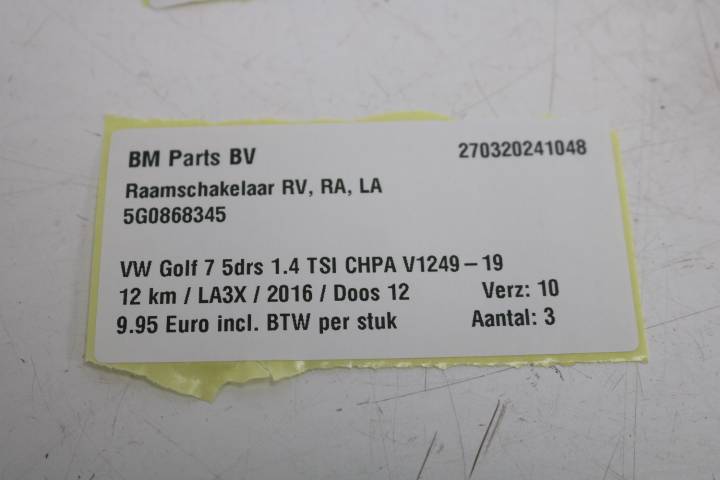 BM Parts BV 270320241048
Raamschakelaar RV, RA, LA
5G0868345
VW Golf 7 5drs 1.4 TSI CHPA V1249-19
12 km / LA3X / 2016 / Doos 12 Verz: 10
9.95 Euro incl. BTW per stuk Aantal: 3